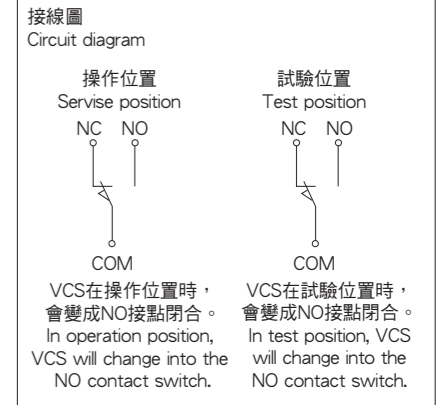 接線圖
Circuit diagram
操作位置
Servise position
NC NO
COM
VCS在操作位置時，
會變成NO接點閉合。
In operation position,
VCS will change into the
NO contact switch.
試驗位置
Test position
NC NO
COM
VCS在試驗位置時，
會變成NO接點閉合。
In test position, VCS
will change into the
NO contact switch.